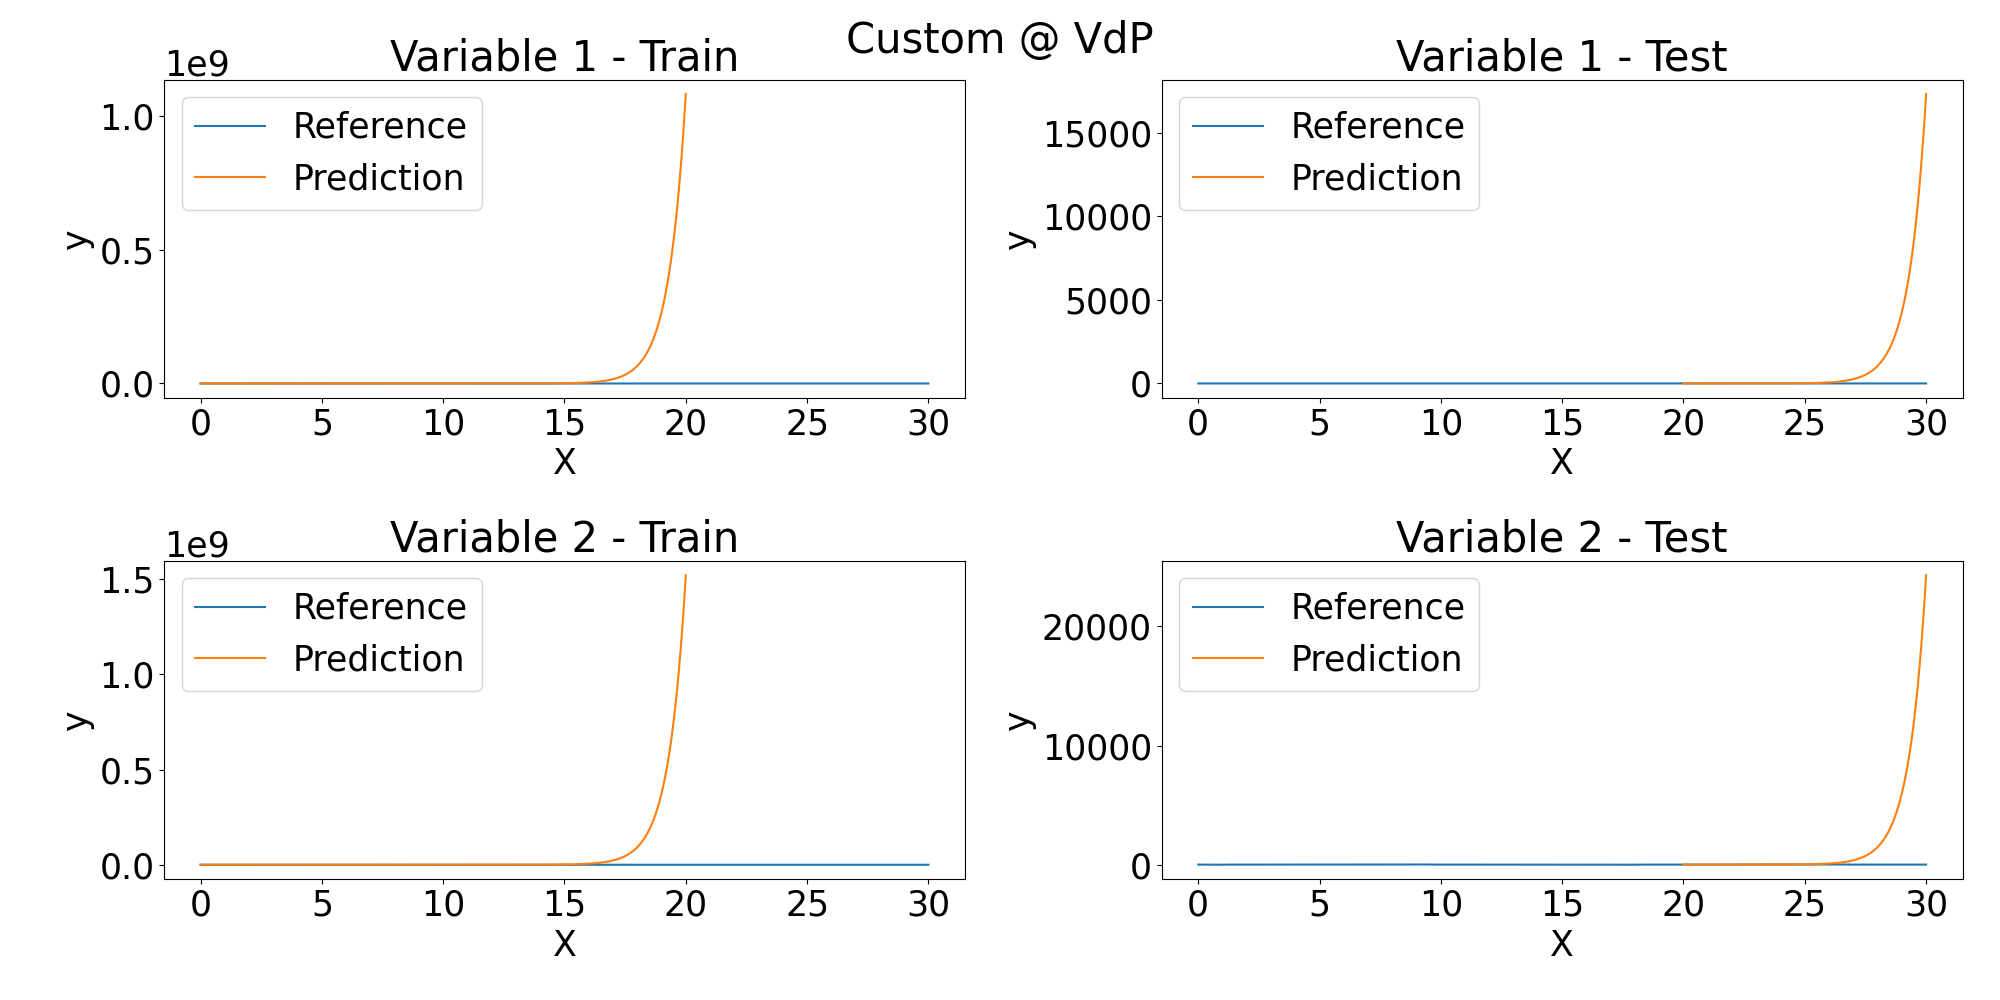 Custom @ VdP
Variable 1 - Train
1e9
1.0
0.5
0.0
y
Reference
Prediction
0 5 10 15 20 25 30
X
Variable 1 - Test
15000
10000
5000
0
y
Reference
Prediction
0 5 10 15 20 25 30
X
Variable 2 - Train
1e9
1.5
1.0
0.5
0.0
y
Reference
Prediction
0 5 10 15 20 25 30
X
Variable 2 - Test
20000
10000
0
y
Reference
Prediction
0 5 10 15 20 25 30
X